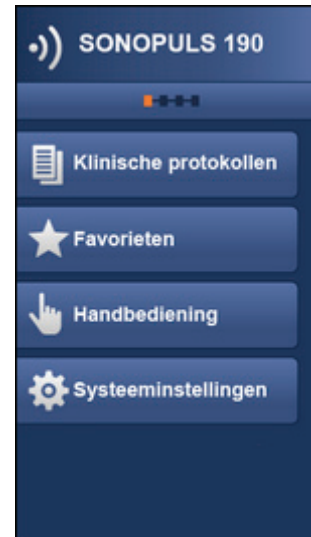 SONOPULS 190
Klinische protokollen
Favorieten
Handbediening
Systeeminstellingen